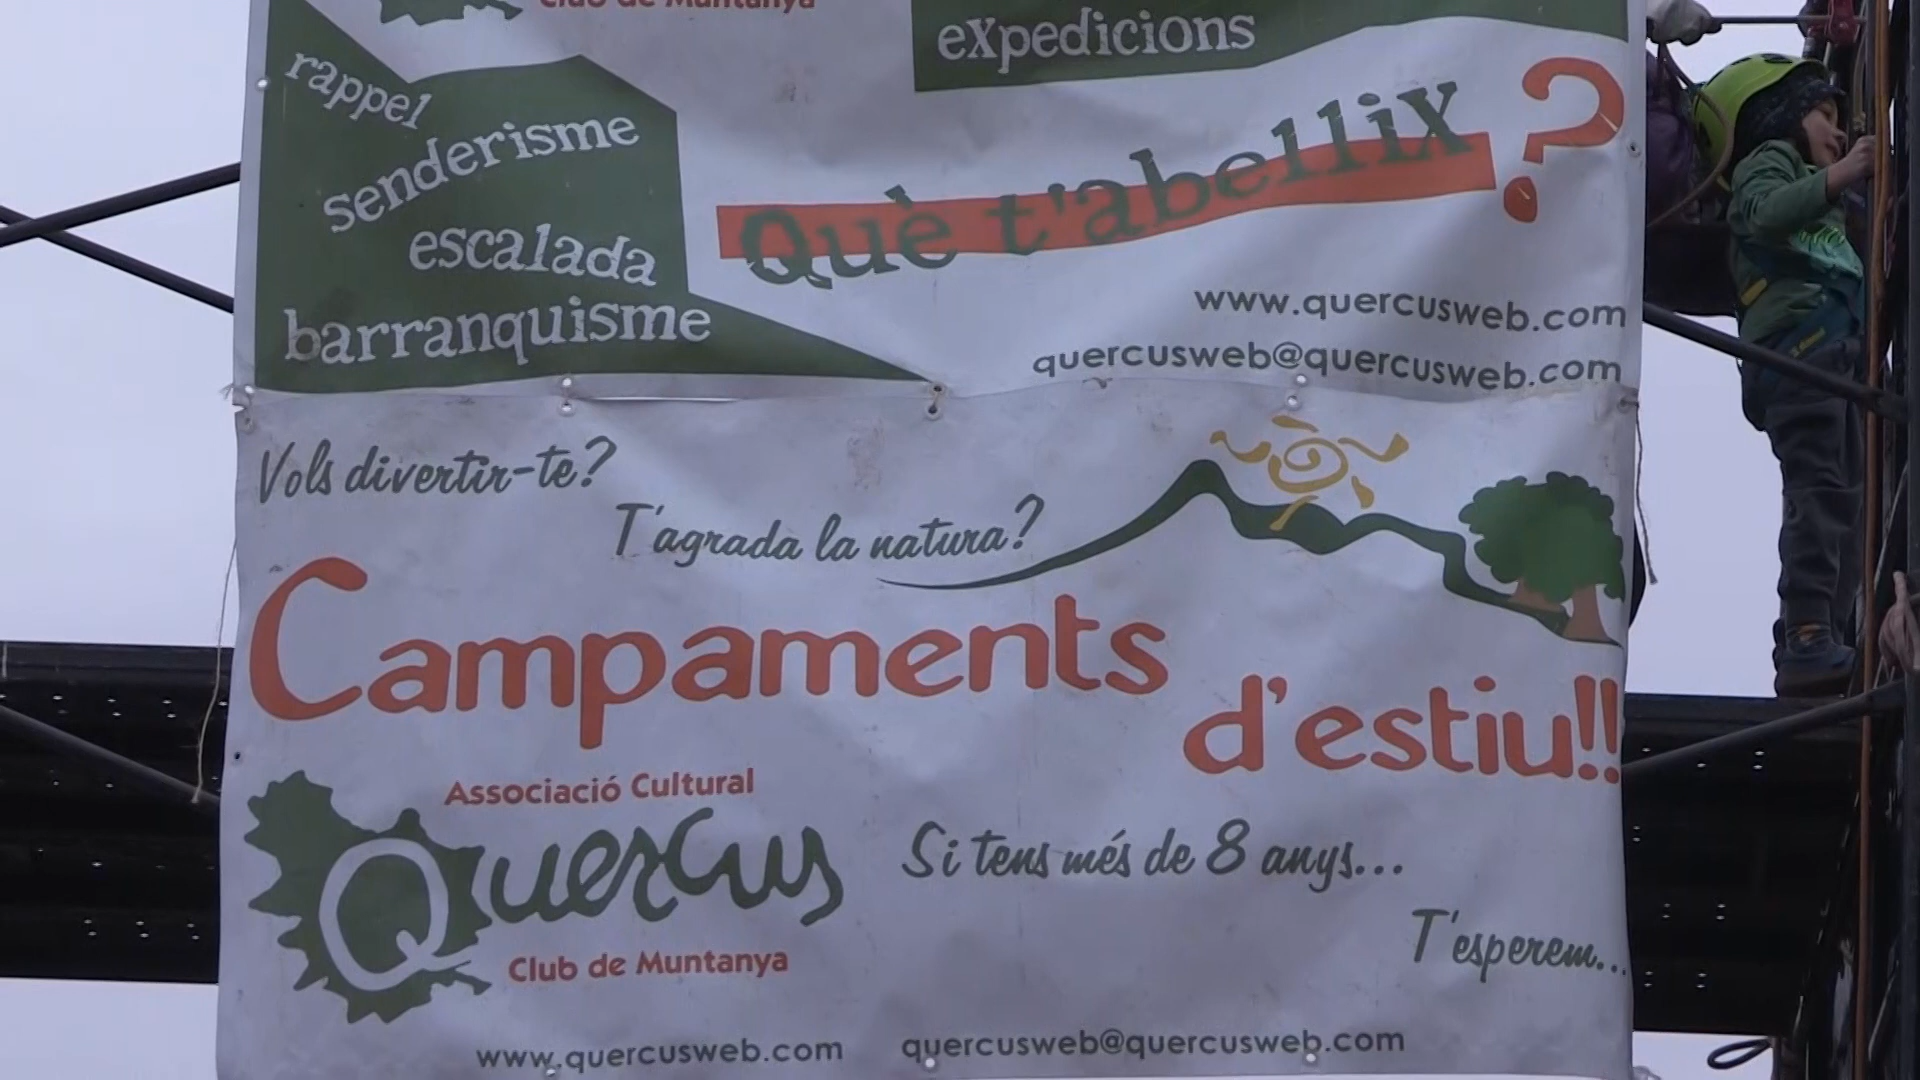 Club de Muntanya
expedicions
rappel
senderisme
escalada
barranquisme
Què t'abellix?
www.quercusweb.com
quercusweb@quercusweb.com
Vols divertir-te?
T'agrada la natura?
Campaments
d'estiu!!
Associació Cultural
Quercus
Club de Muntanya
Si tens més de 8 anys...
T'esperem...
www.quercusweb.com
quercusweb@quercusweb.com